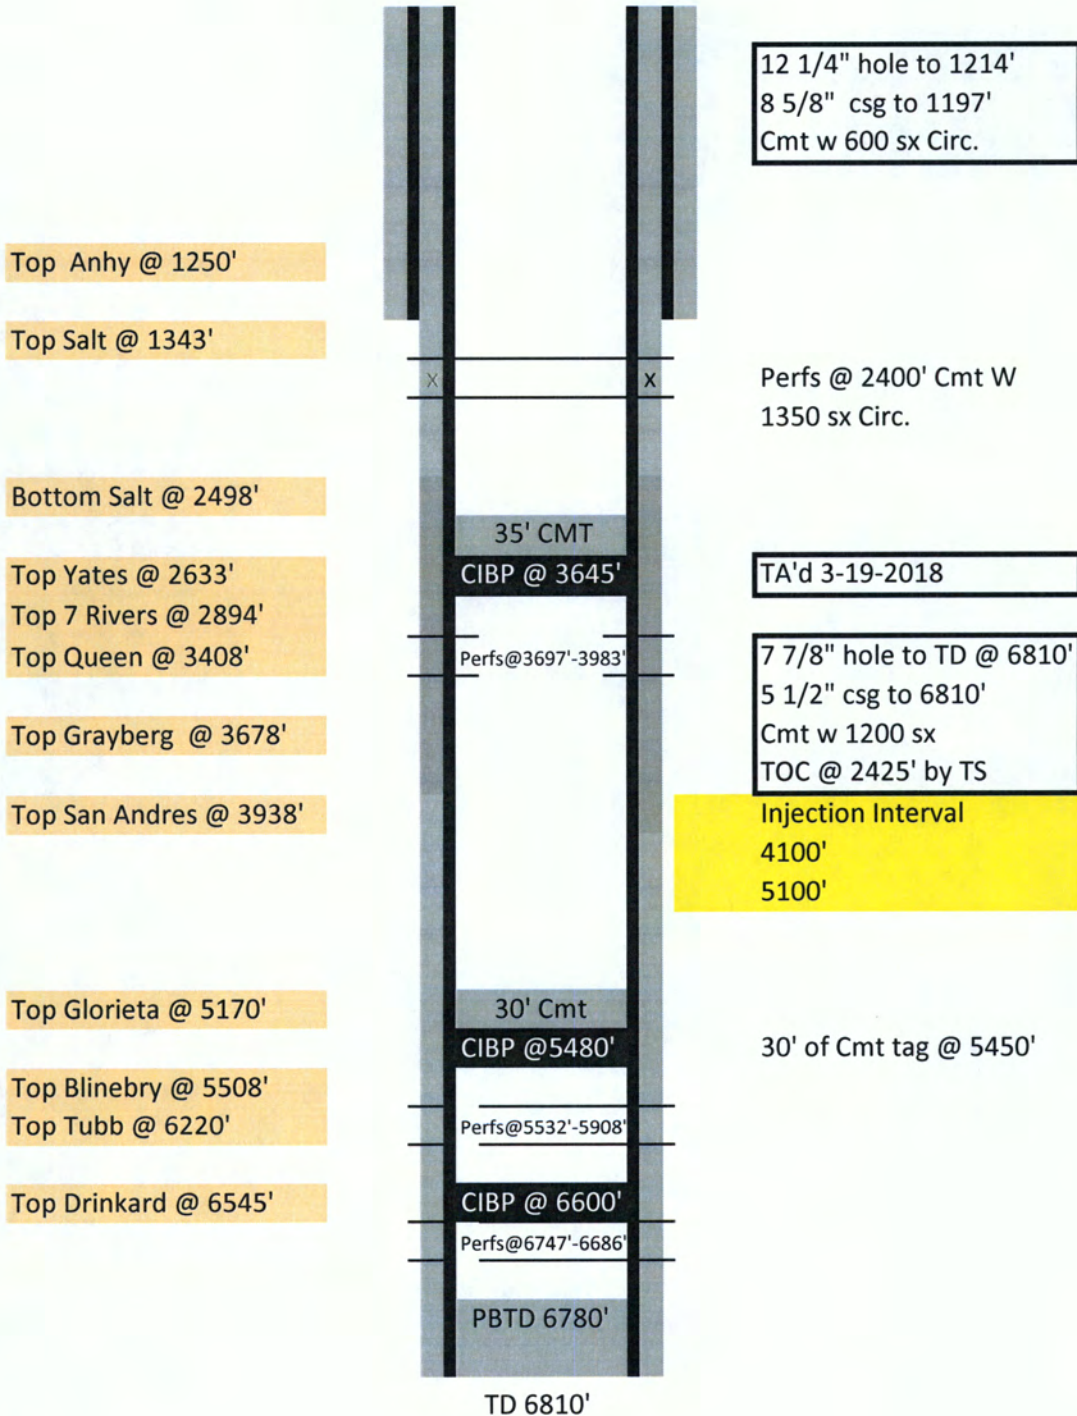 12 1/4" hole to 1214'
8 5/8" csg to 1197'
Cmt w 600 sx Circ.
Top Anhy @ 1250'
Top Salt @ 1343'
X
X
Perfs @ 2400' Cmt W
1350 sx Circ.
Bottom Salt @ 2498'
35' CMT
Top Yates @ 2633'
CIBP @ 3645'
TA'd 3-19-2018
Top 7 Rivers @ 2894'
Top Queen @ 3408'
Perfs@3697'-3983'
7 7/8" hole to TD @ 6810'
5 1/2" csg to 6810'
Cmt w 1200 sx
TOC @ 2425' by TS
Top Grayberg @ 3678'
Top San Andres @ 3938'
Injection Interval
4100'
5100'
Top Glorieta @ 5170'
30' Cmt
CIBP @5480'
30' of Cmt tag @ 5450'
Top Blinebry @ 5508'
Top Tubb @ 6220'
Perfs@5532'-5908'
Top Drinkard @ 6545'
CIBP @ 6600'
Perfs@6747'-6686'
PBTD 6780'
TD 6810'